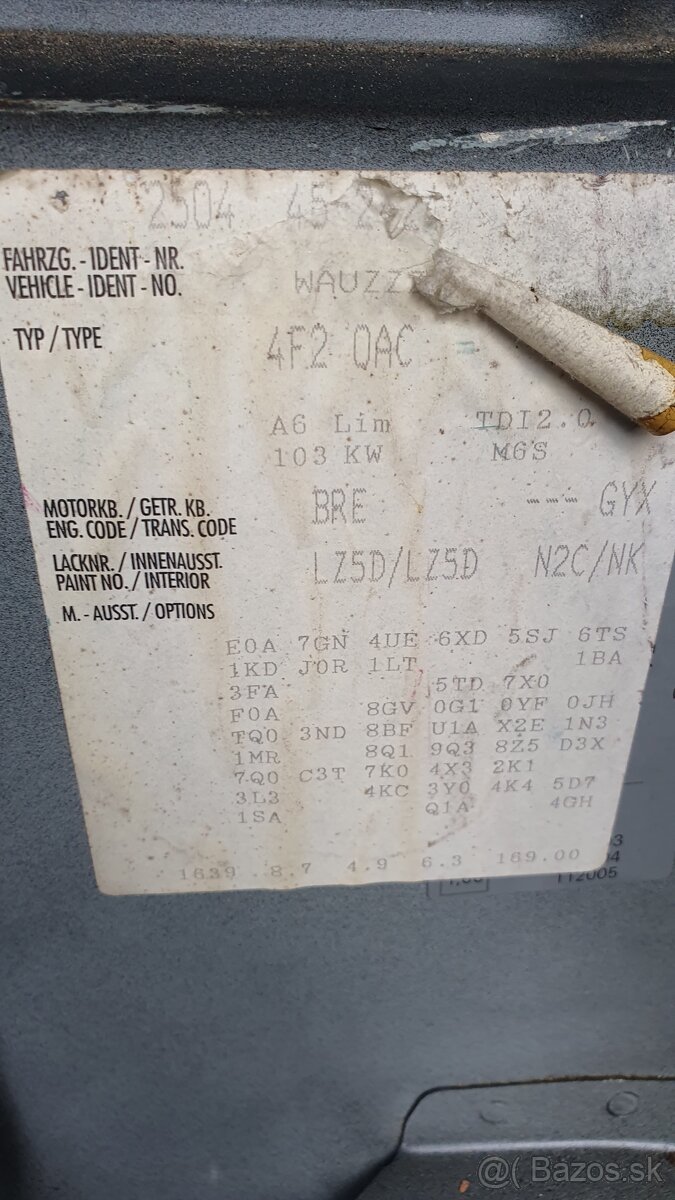 2504 45-2
FAHRZG. - IDENT - NR.
VEHICLE - IDENT - NO.
WAUZZ
TYP / TYPE
4F2 0AC
A6 Lim TDI2.0
103 KW M6S
MOTORKB. / GETR. KB.
ENG. CODE / TRANS. CODE
BRE --- GYX
LACKNR. / INNENAUSST.
PAINT NO. / INTERIOR
LZ5D/LZ5D N2C/NK
M. - AUSST. / OPTIONS
E0A 7GN 4UE 6XD 5SJ 6TS
1KD J0R 1LT 1BA
3FA 5TD 7X0
F0A 8GV 0G1 0YF 0JH
TQ0 3ND 8BF U1A X2E 1N3
1MR 8Q1 9Q3 8Z5 D3X
7Q0 C3T 7K0 4X3 2K1
3L3 4KC 3Y0 4K4 5D7
1SA Q1A 4GH
1639 8.7 4.9 6.3 169.00
112005
@( Bazos.sk